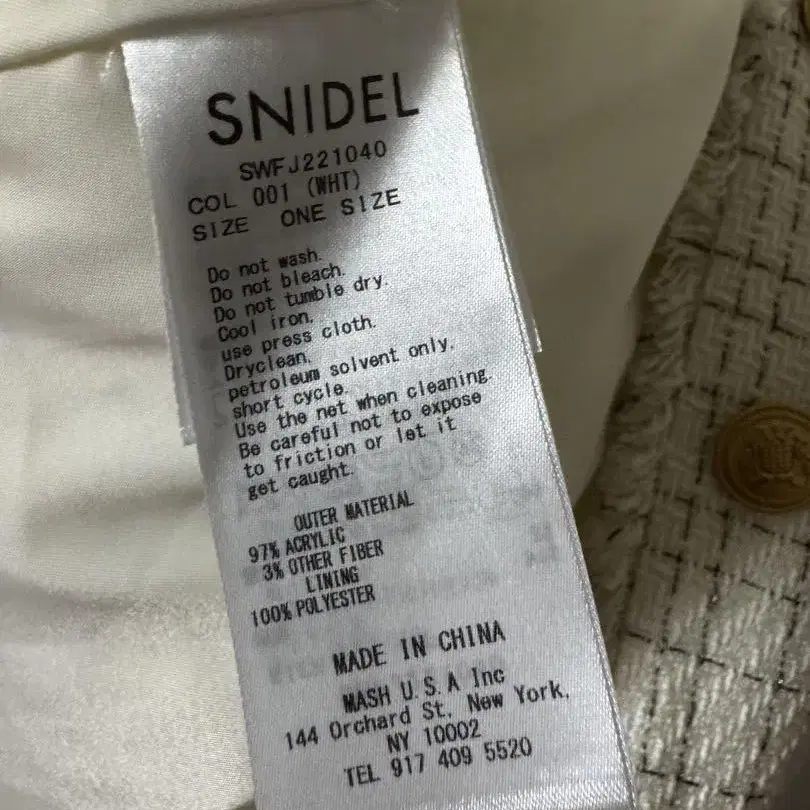 SNIDEL
SWFJ221040
COL 001 (WHT)
SIZE ONE SIZE
Do not wash.
Do not bleach.
Do not tumble dry.
Cool iron.
use press cloth.
Dryclean.
petroleum solvent only.
short cycle.
Use the net when cleaning.
Be careful not to expose
to friction or let it
get caught.
OUTER MATERIAL
97% ACRYLIC
3% OTHER FIBER
LINING
100% POLYESTER
MADE IN CHINA
MASH U.S.A Inc
144 Orchard St, New York,
NY 10002
TEL 917 409 5520